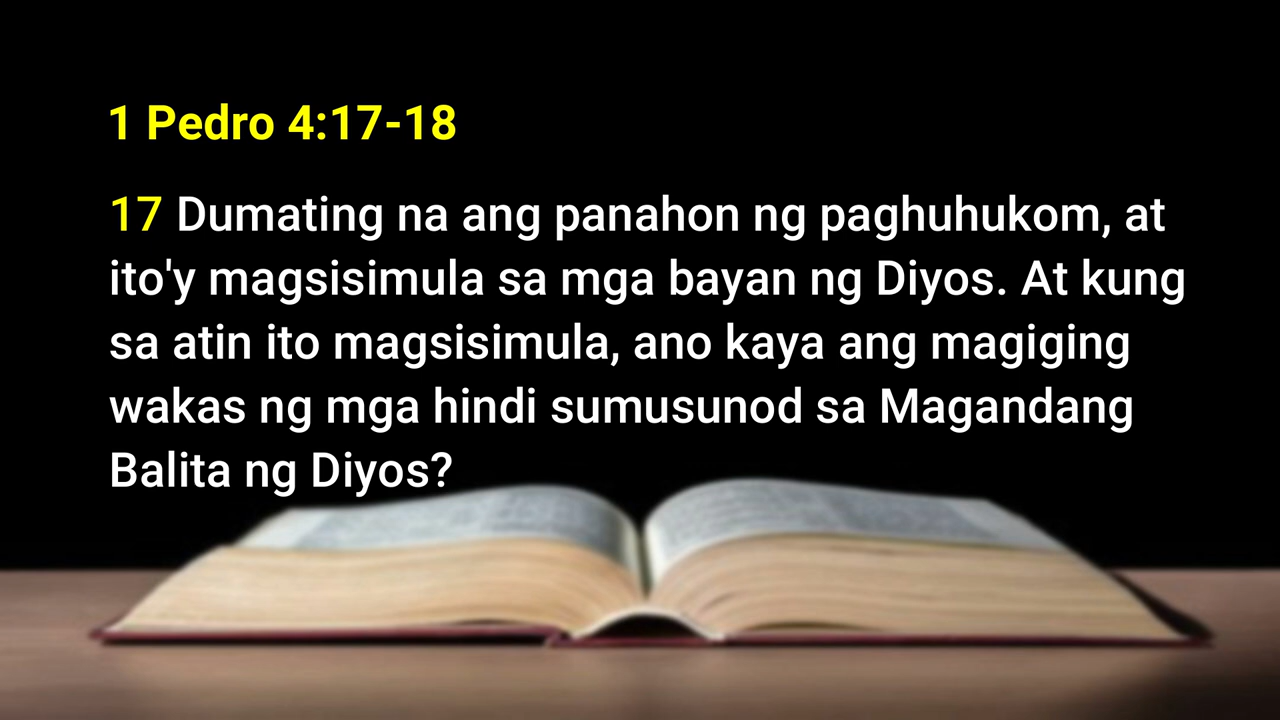 1 Pedro 4:17-18
17 Dumating na ang panahon ng paghuhukom, at
ito'y magsisimula sa mga bayan ng Diyos. At kung
sa atin ito magsisimula, ano kaya ang magiging
wakas ng mga hindi sumusunod sa Magandang
Balita ng Diyos?